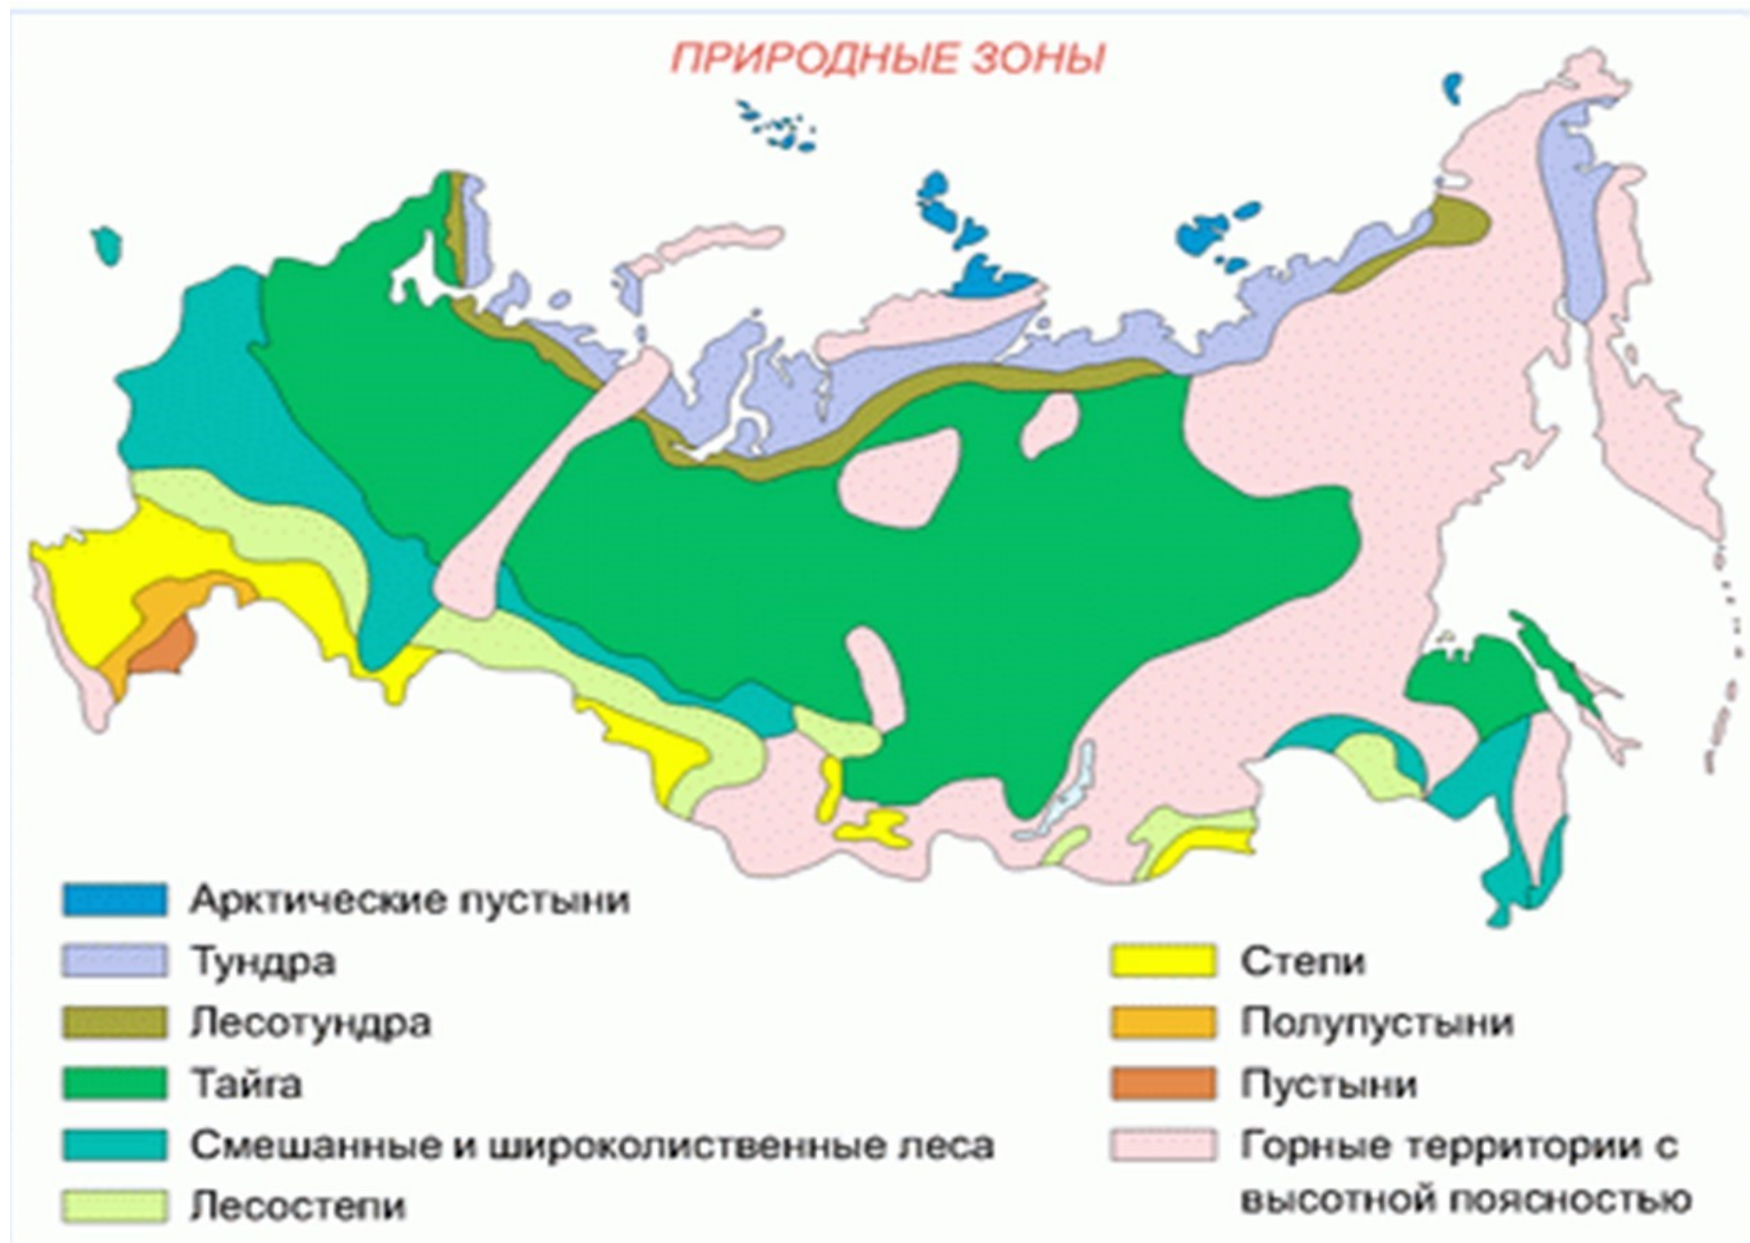 ПРИРОДНЫЕ ЗОНЫ
Арктические пустыни
Тундра
Лесотундра
Тайга
Смешанные и широколиственные леса
Лесостепи
Степи
Полупустыни
Пустыни
Горные территории с
высотной поясностью